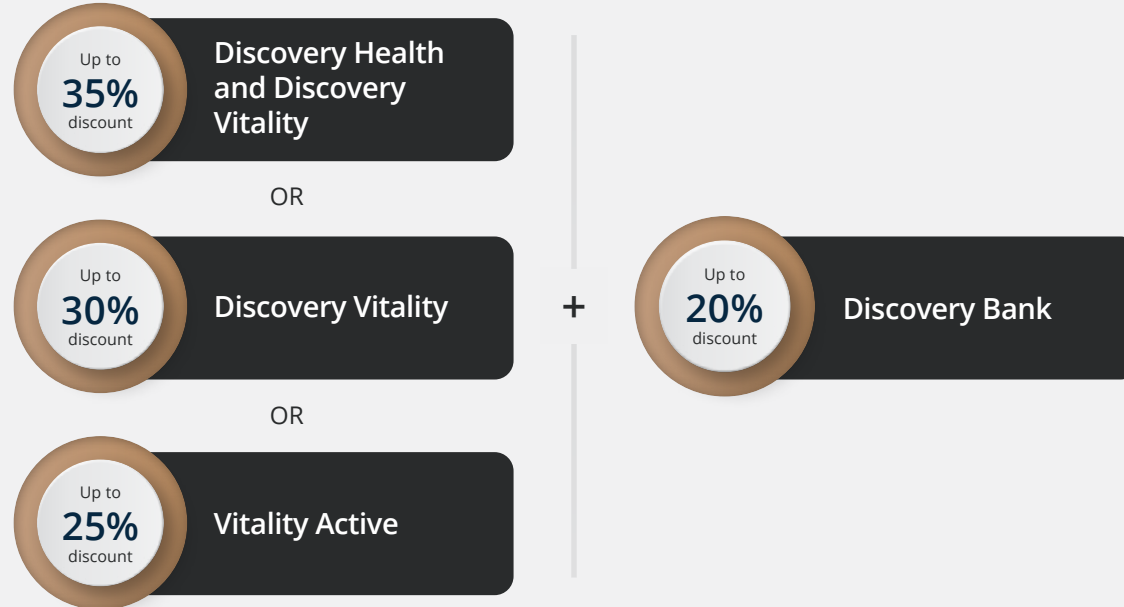 Up to
35%
discount
Discovery Health
and Discovery
Vitality
OR
Up to
30%
discount
Discovery Vitality
OR
Up to
25%
discount
Vitality Active
+
Up to
20%
discount
Discovery Bank